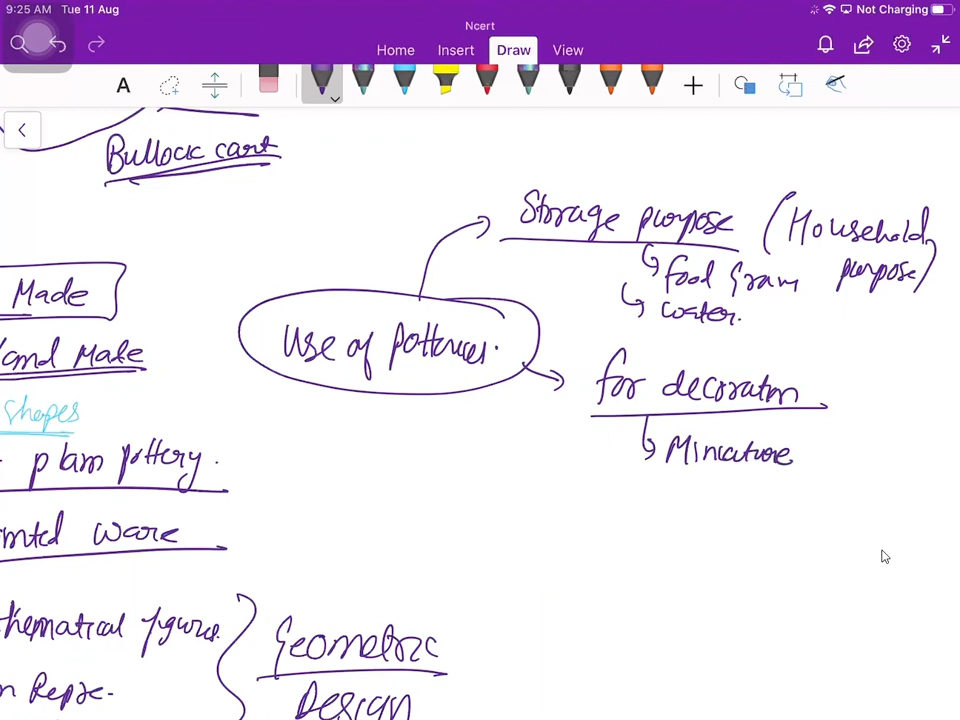 9:25 AM Tue 11 Aug
Not Charging
Ncert
Home Insert Draw View
A
Bullock cart
Storage purpose (Household purpose)
Food Grain
water.
Made
Hand Made
Use of potteries.
for decoration
Miniature
shapes
plain pottery.
ware
thematical figures.
Geometric
Design
Repre-